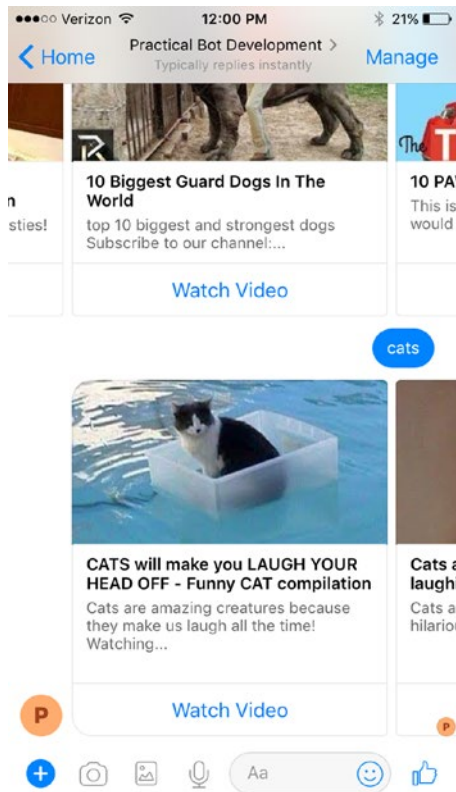 Verizon 12:00 PM 21%
Home Practical Bot Development > Manage
Typically replies instantly
R
The T
10 Biggest Guard Dogs In The
World
top 10 biggest and strongest dogs
Subscribe to our channel:...
Watch Video
n
sties!
10 PA
This is
would
cats
CATS will make you LAUGH YOUR
HEAD OFF - Funny CAT compilation
Cats are amazing creatures because
they make us laugh all the time!
Watching...
Watch Video
Cats a
laughi
Cats a
hilario
P
P
Aa